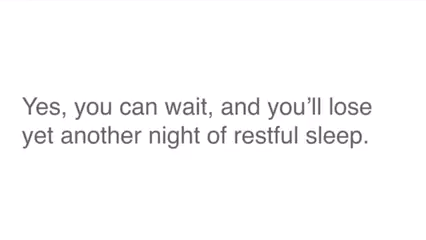 Yes, you can wait, and you’ll lose
yet another night of restful sleep.